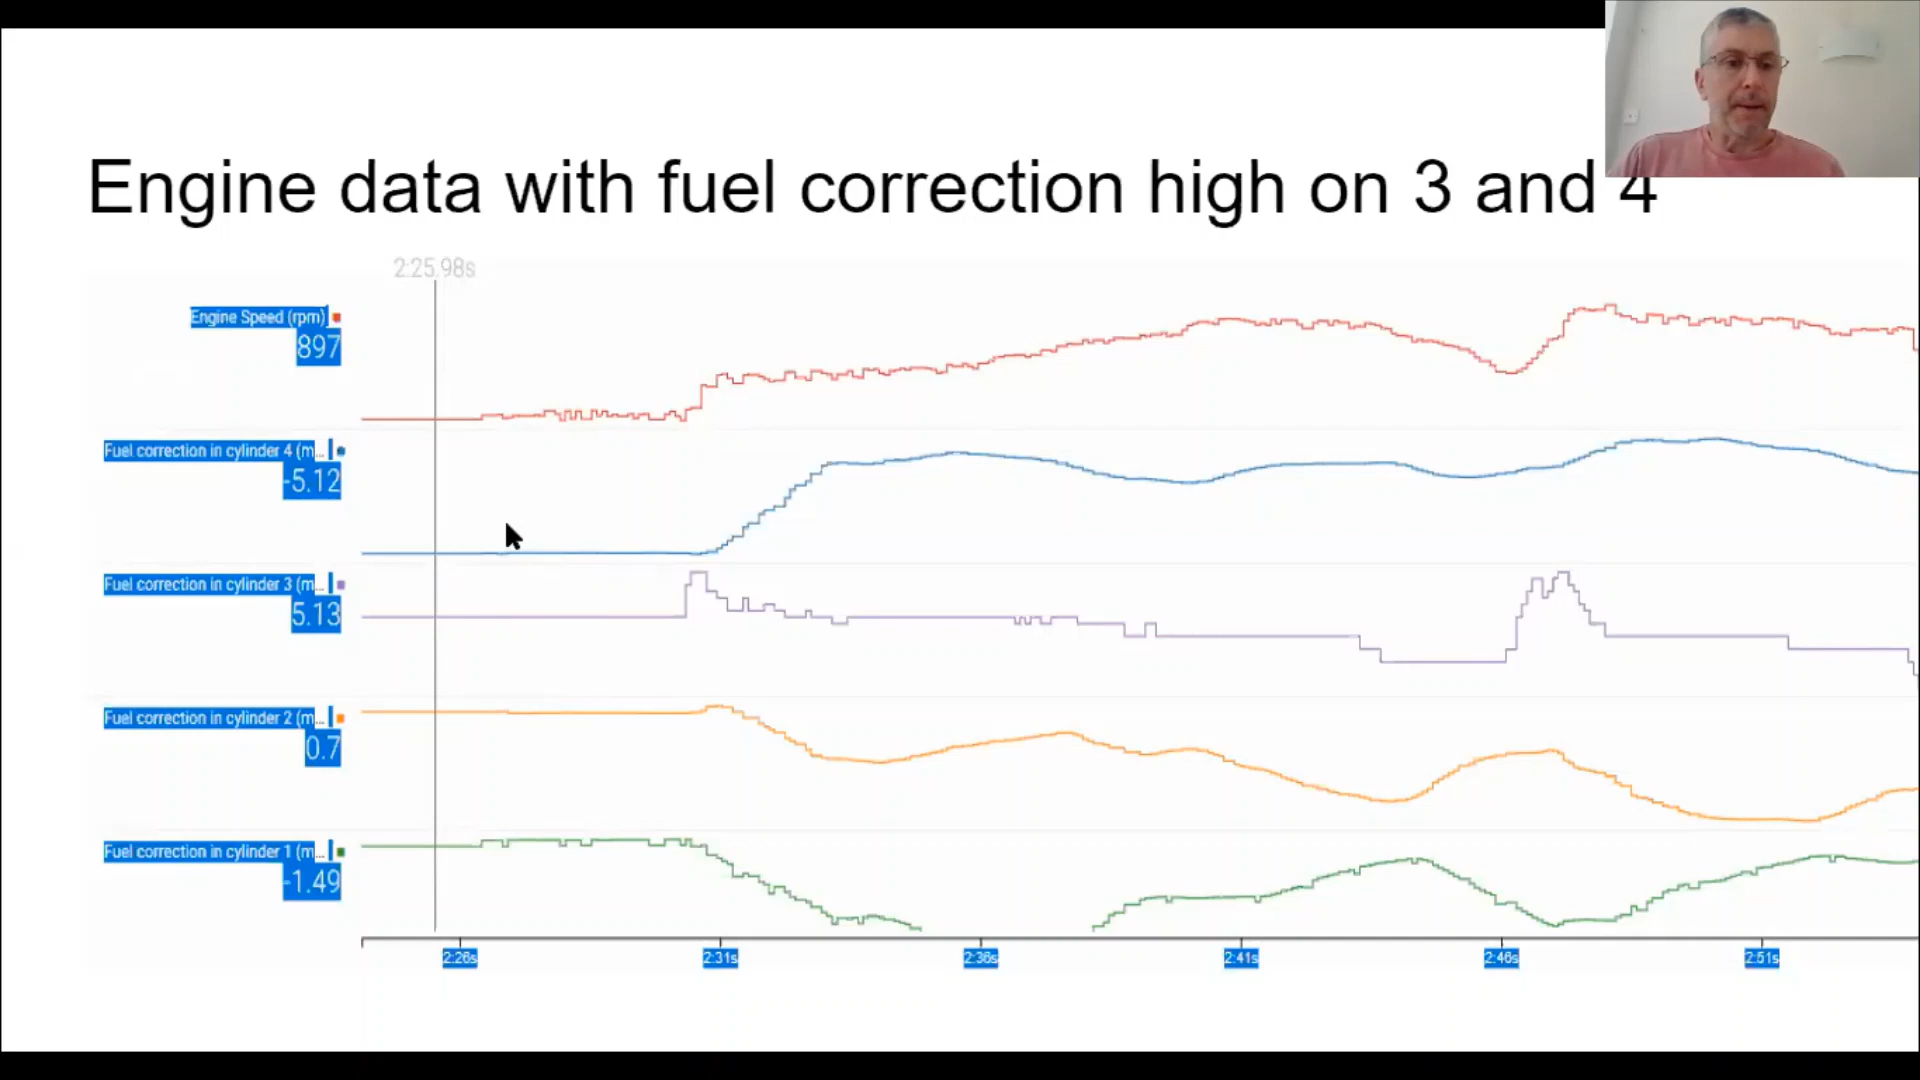 Engine data with fuel correction high on 3 and 4
2:25.98s
Engine Speed (rpm)
897
Fuel correction in cylinder 4 (m...
-5.12
Fuel correction in cylinder 3 (m...
5.13
Fuel correction in cylinder 2 (m...
0.7
Fuel correction in cylinder 1 (m...
-1.49
2:26s 2:31s 2:36s 2:41s 2:46s 2:51s